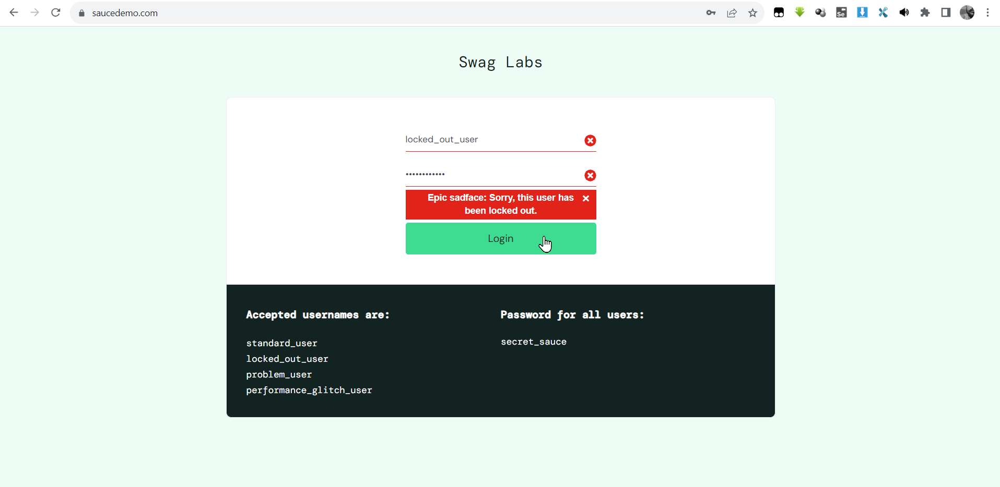 saucedemo.com
Se
Swag Labs
locked_out_user
••••••••••••
Epic sadface: Sorry, this user has
been locked out.
Login
Accepted usernames are:
standard_user
locked_out_user
problem_user
performance_glitch_user
Password for all users:
secret_sauce